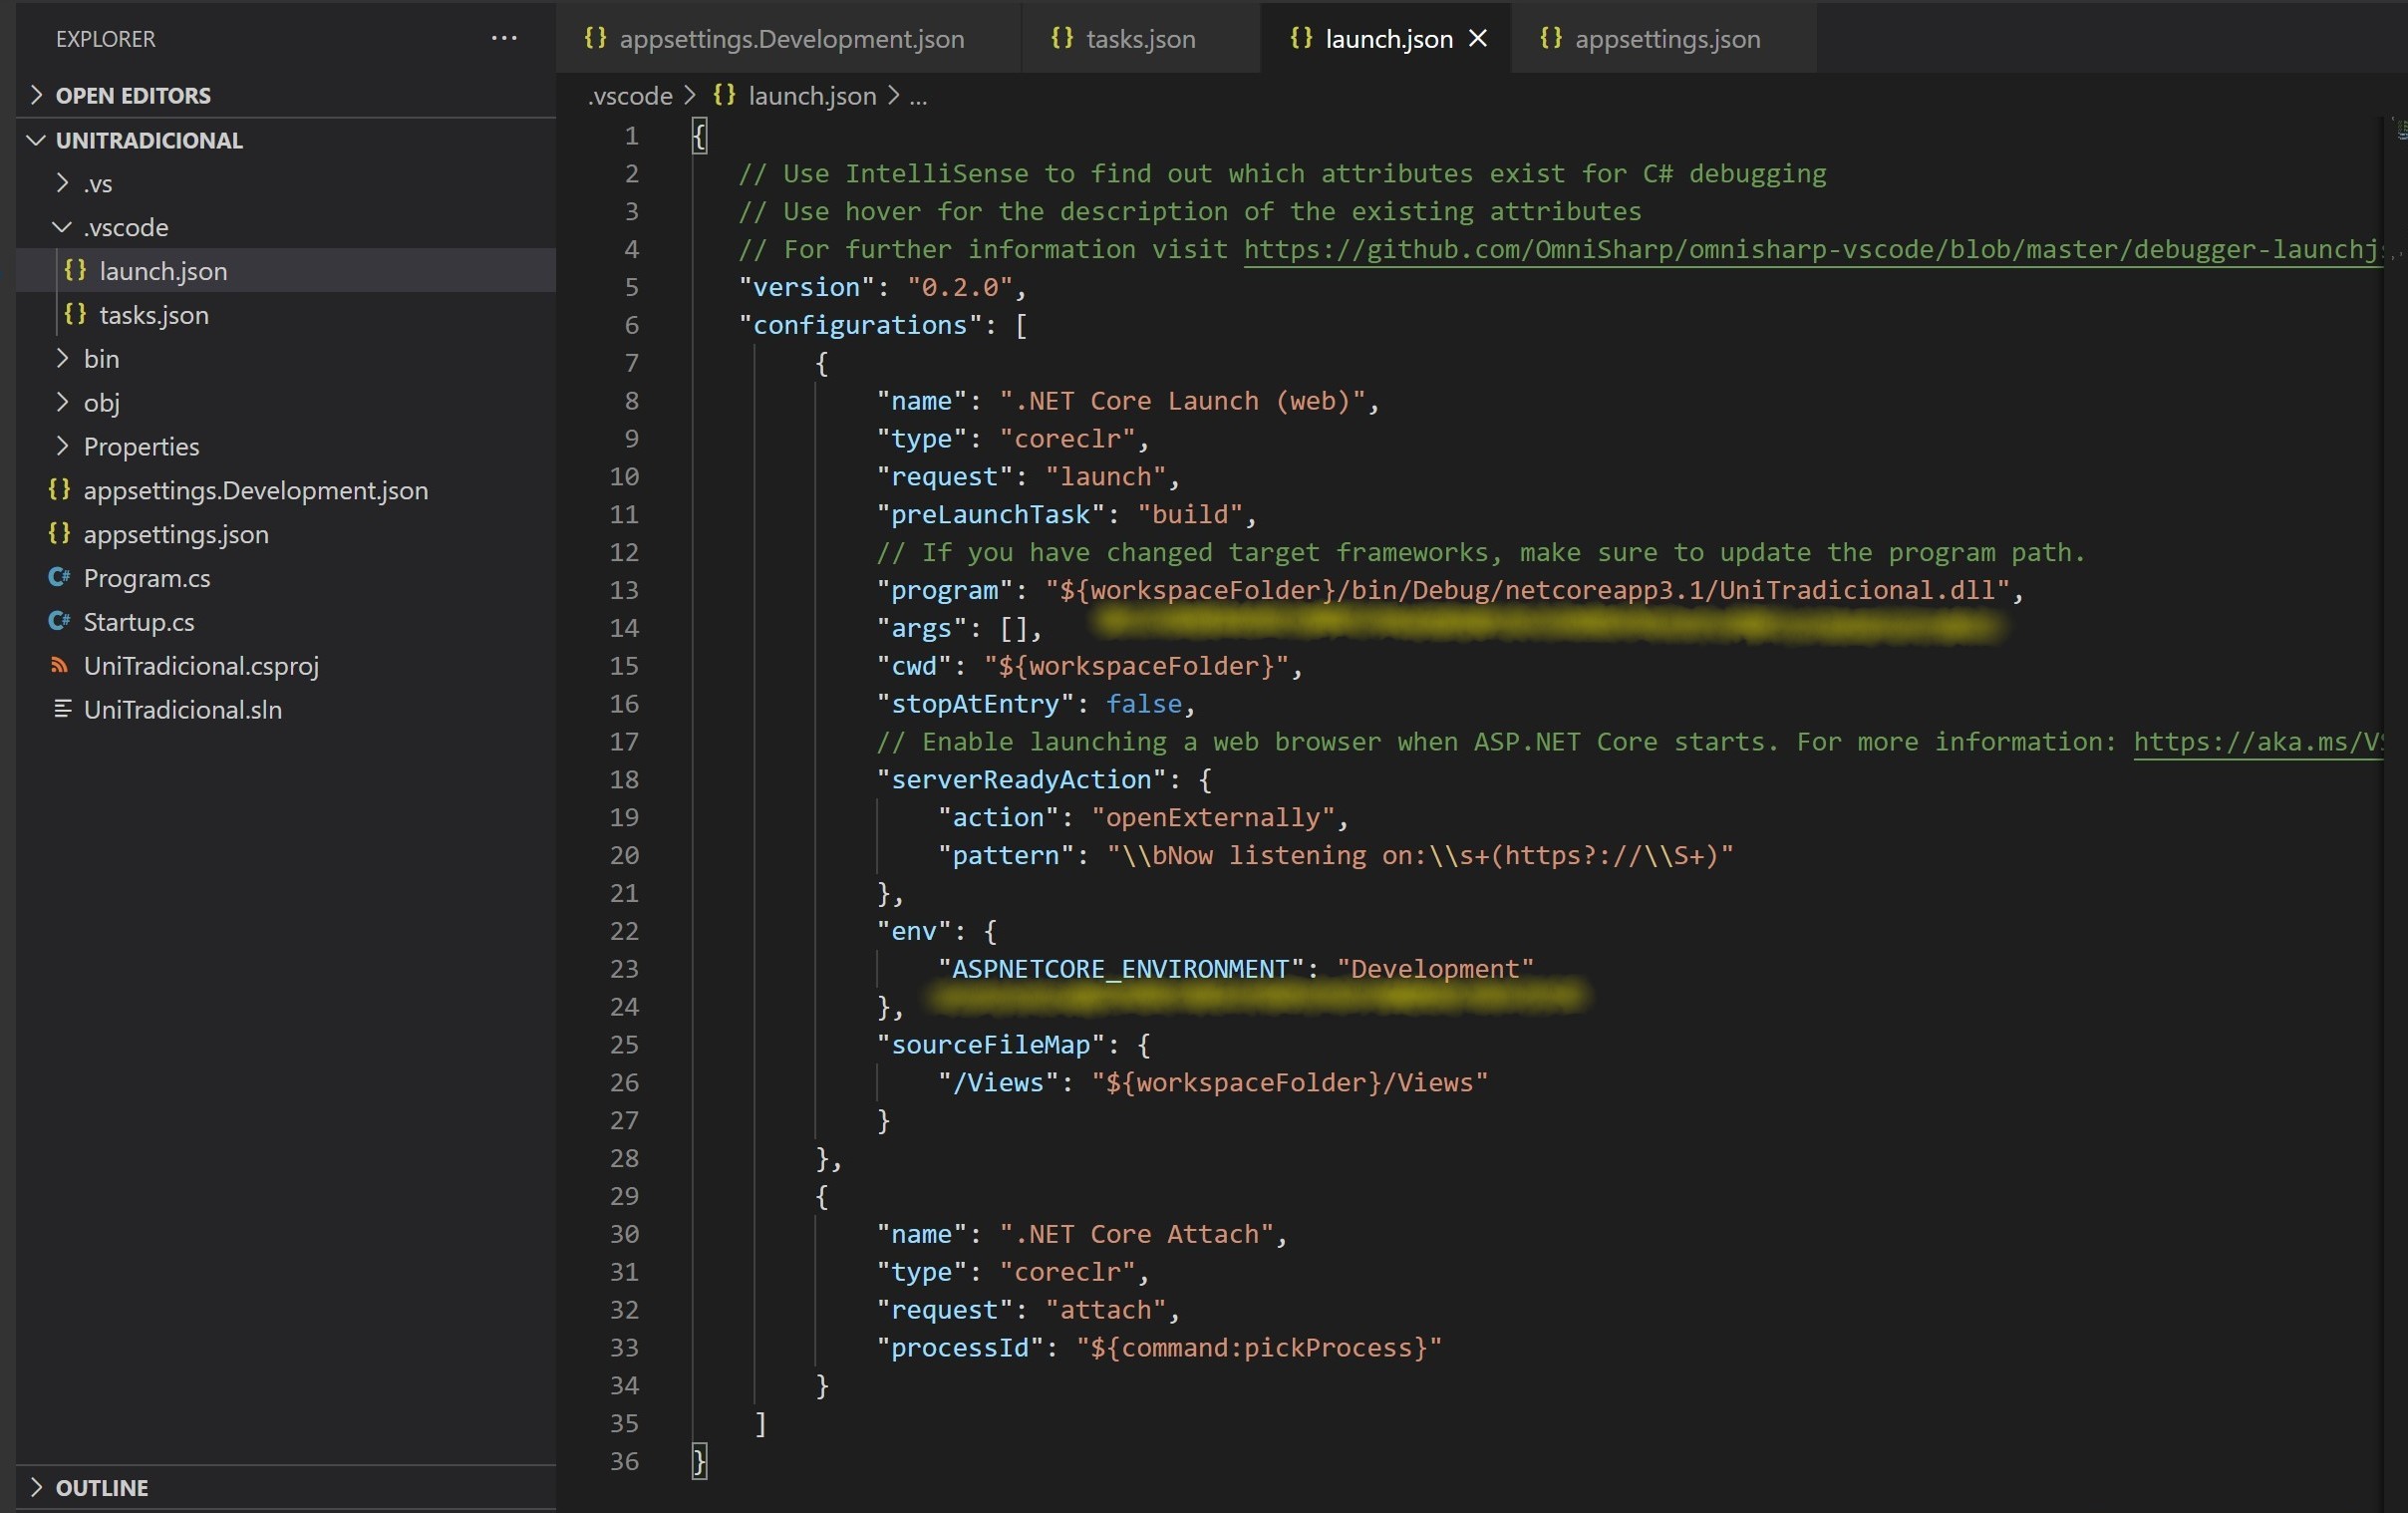 EXPLORER
OPEN EDITORS
UNITRADICIONAL
.vs
.vscode
launch.json
tasks.json
bin
obj
Properties
appsettings.Development.json
appsettings.json
Program.cs
Startup.cs
UniTradicional.csproj
UniTradicional.sln
OUTLINE
appsettings.Development.json
tasks.json
launch.json
appsettings.json
.vscode > {} launch.json > ...
1 {
2 // Use IntelliSense to find out which attributes exist for C# debugging
3 // Use hover for the description of the existing attributes
4 // For further information visit https://github.com/OmniSharp/omnisharp-vscode/blob/master/debugger-launchj
5 "version": "0.2.0",
6 "configurations": [
7 {
8 "name": ".NET Core Launch (web)",
9 "type": "coreclr",
10 "request": "launch",
11 "preLaunchTask": "build",
12 // If you have changed target frameworks, make sure to update the program path.
13 "program": "${workspaceFolder}/bin/Debug/netcoreapp3.1/UniTradicional.dll",
14 "args": [],
15 "cwd": "${workspaceFolder}",
16 "stopAtEntry": false,
17 // Enable launching a web browser when ASP.NET Core starts. For more information: https://aka.ms/VS
18 "serverReadyAction": {
19 "action": "openExternally",
20 "pattern": "\\bNow listening on:\\s+(https?://\\S+)"
21 },
22 "env": {
23 "ASPNETCORE_ENVIRONMENT": "Development"
24 },
25 "sourceFileMap": {
26 "/Views": "${workspaceFolder}/Views"
27 }
28 },
29 {
30 "name": ".NET Core Attach",
31 "type": "coreclr",
32 "request": "attach",
33 "processId": "${command:pickProcess}"
34 }
35 ]
36 }